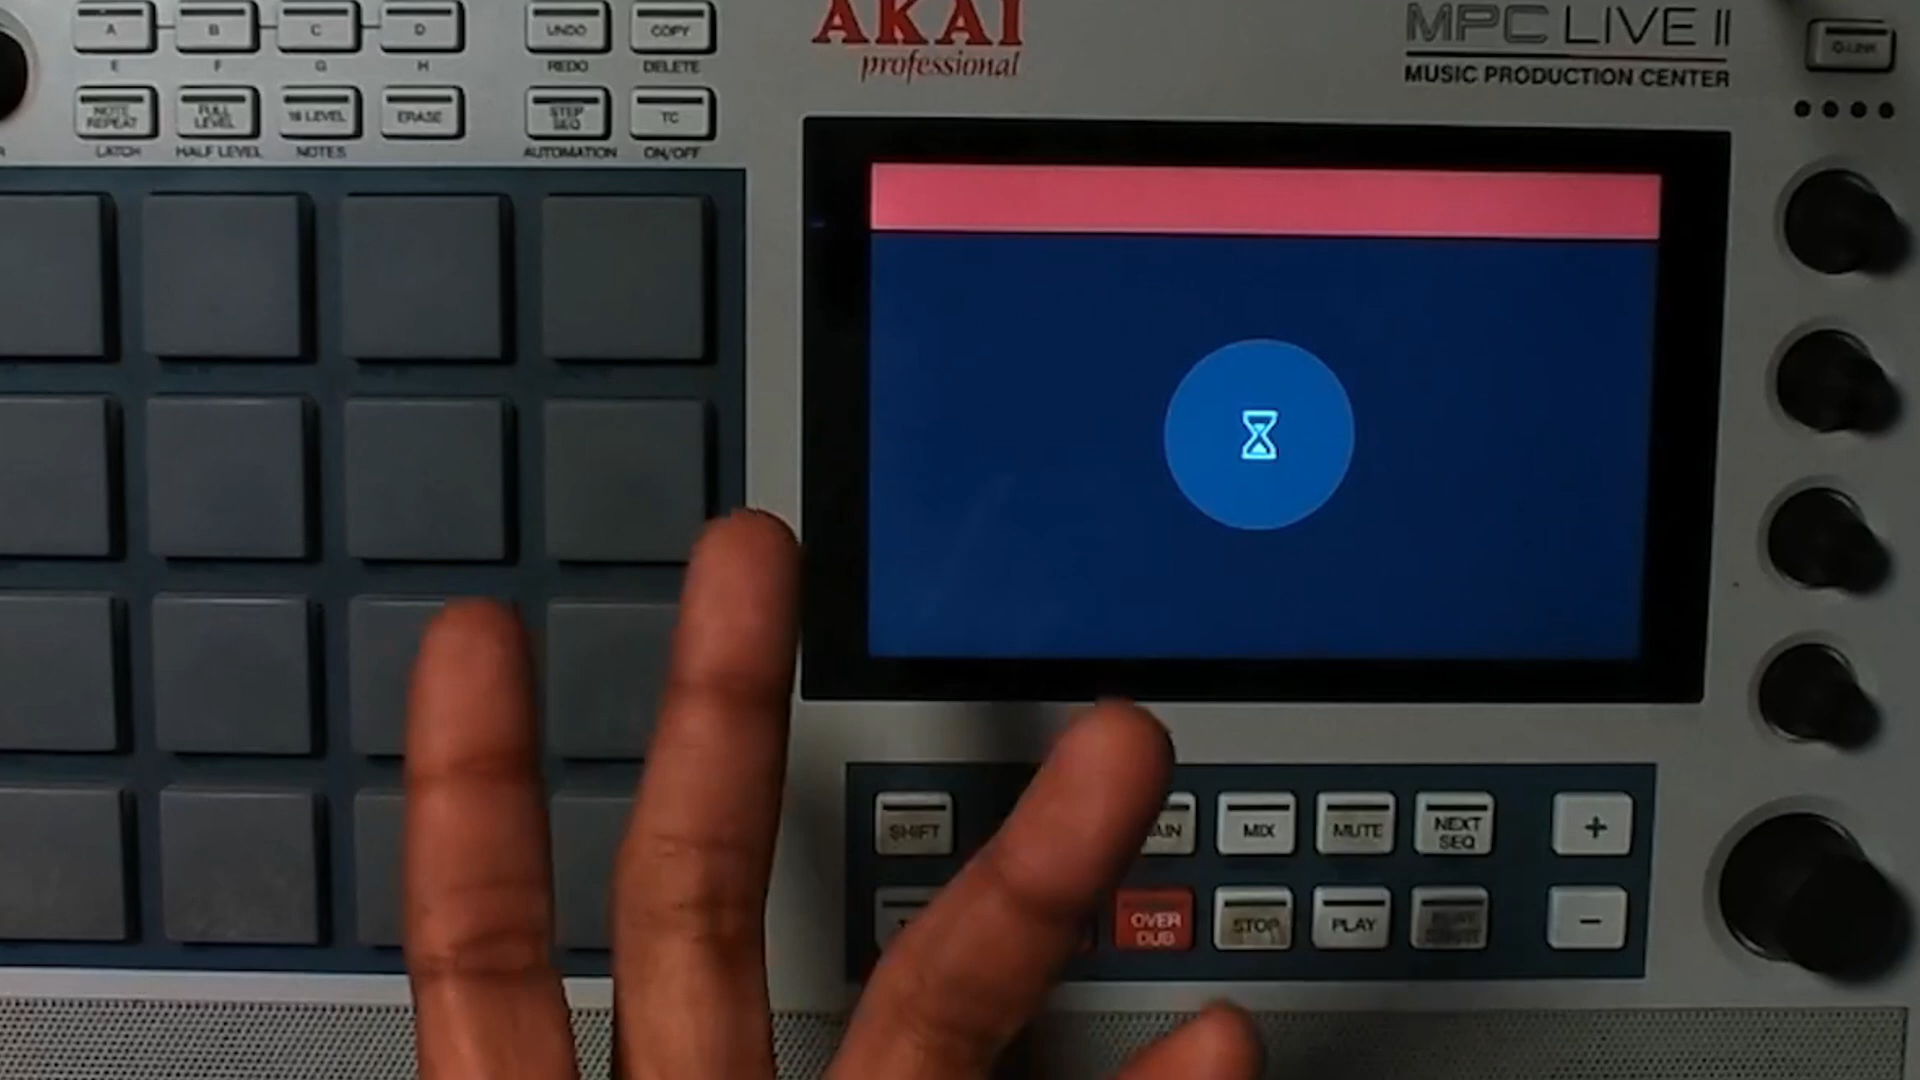 A B C D UNDO COPY
E F G H REDO DELETE
NOTE REPEAT FULL LEVEL 16 LEVEL ERASE STEP SEQ TC
LATCH HALF LEVEL NOTES AUTOMATION ON/OFF
AKAI
professional
MPC LIVE II
MUSIC PRODUCTION CENTER
Q-LINK
SHIFT MIX MUTE NEXT SEQ +
OVER DUB STOP PLAY −